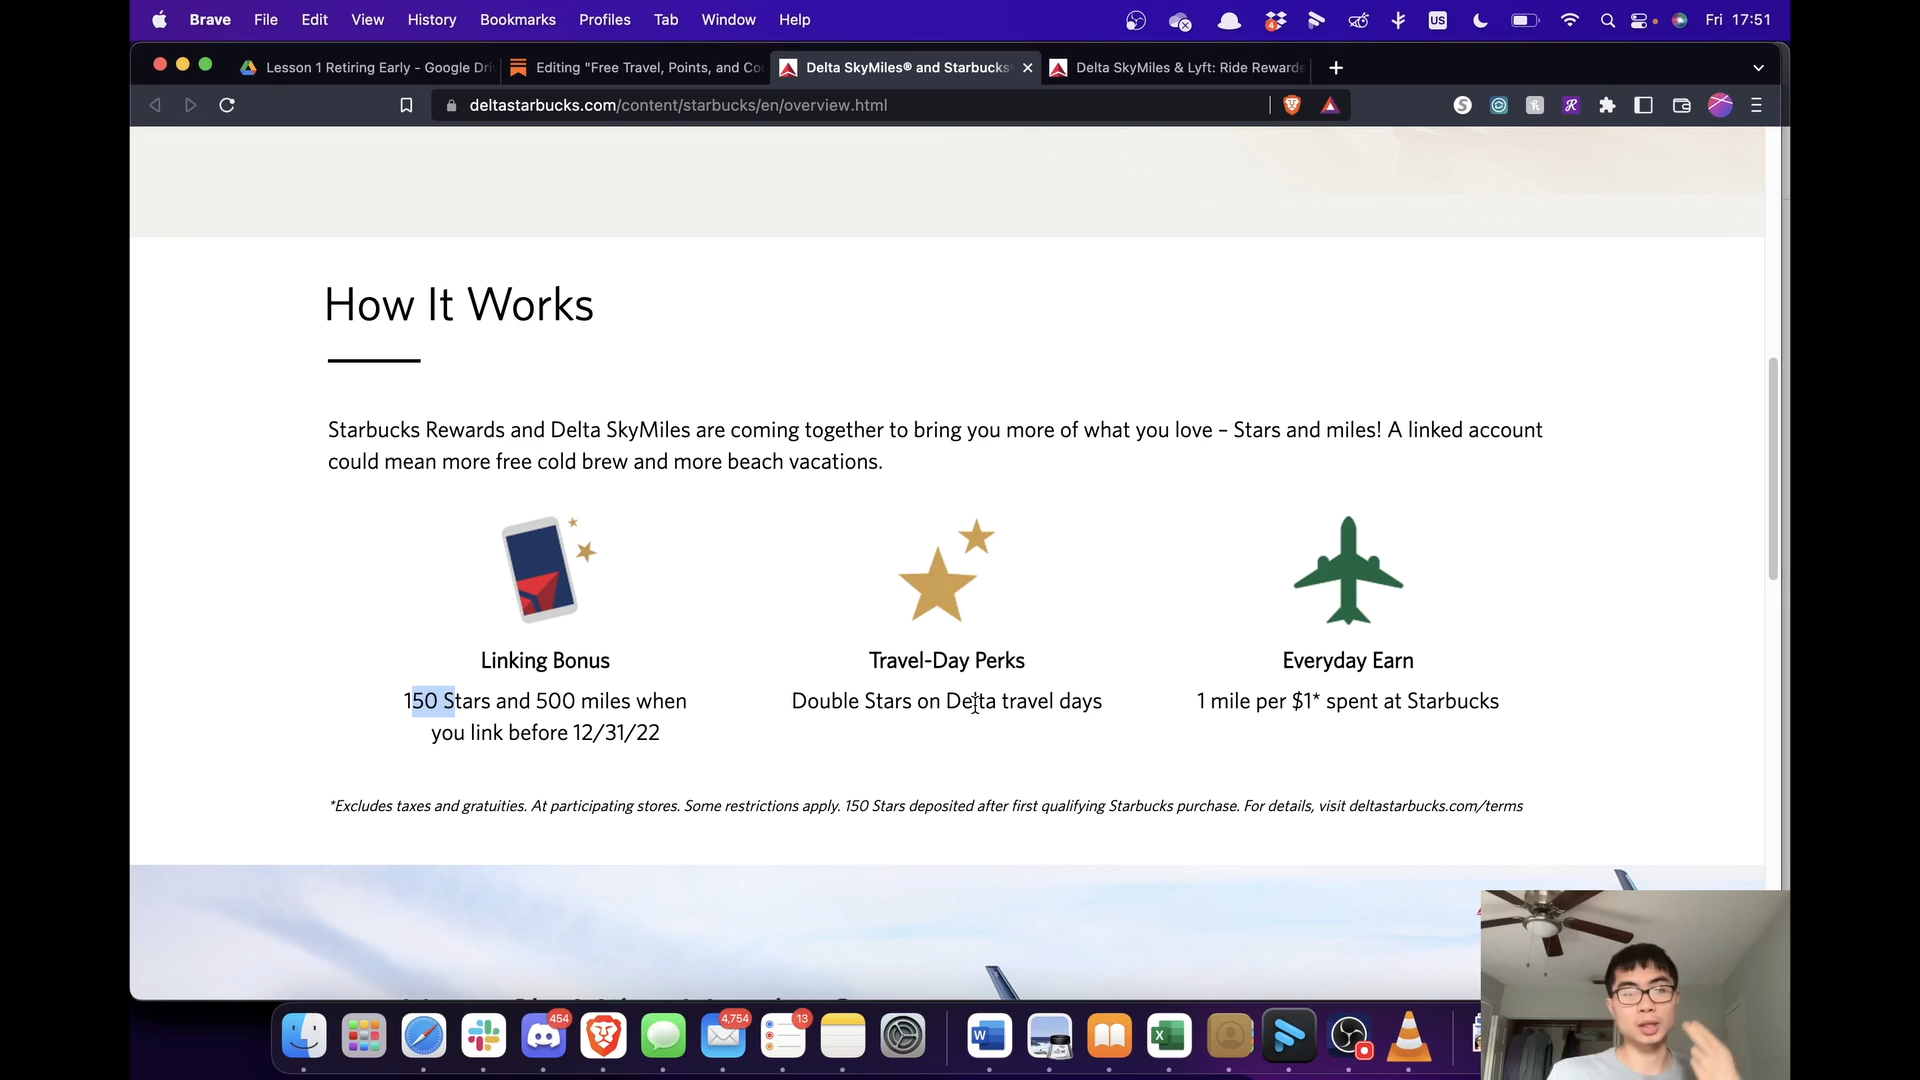 Brave File Edit View History Bookmarks Profiles Tab Window Help
4
US
Fri 17:51
Lesson 1 Retiring Early - Google Dri
Editing "Free Travel, Points, and Co
Delta SkyMiles® and Starbucks
Delta SkyMiles & Lyft: Ride Rewards
deltastarbucks.com/content/starbucks/en/overview.html
How It Works
Starbucks Rewards and Delta SkyMiles are coming together to bring you more of what you love – Stars and miles! A linked account
could mean more free cold brew and more beach vacations.
Linking Bonus
150 Stars and 500 miles when
you link before 12/31/22
Travel-Day Perks
Double Stars on Delta travel days
Everyday Earn
1 mile per $1* spent at Starbucks
*Excludes taxes and gratuities. At participating stores. Some restrictions apply. 150 Stars deposited after first qualifying Starbucks purchase. For details, visit deltastarbucks.com/terms
454
4,754
13